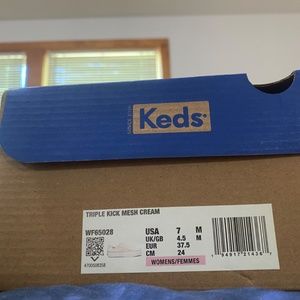 Keds®
TRIPLE KICK MESH CREAM
WF65028
USA 7 M
UK/GB 4.5 M
EUR 37.5
CM 24
WOMENS/FEMMES